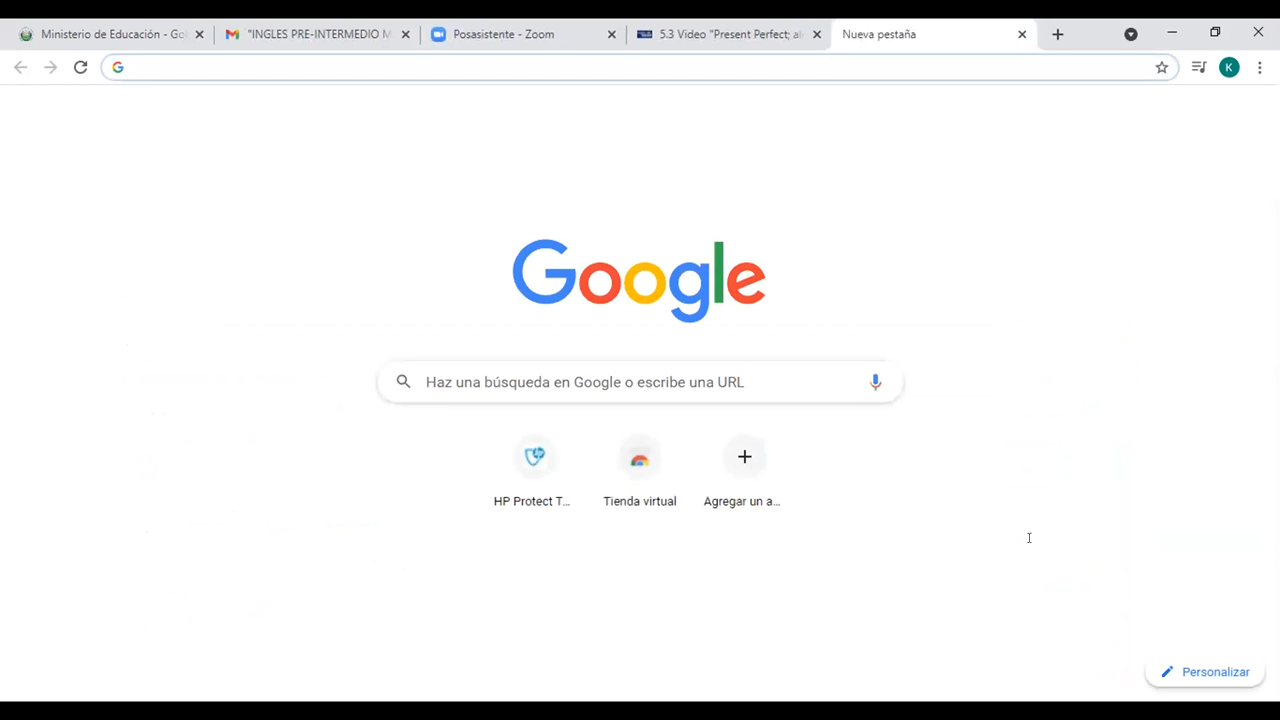 Ministerio de Educación - Go
"INGLES PRE-INTERMEDIO M
Posasistente - Zoom
5.3 Video "Present Perfect; al
Nueva pestaña
K
Google
Haz una búsqueda en Google o escribe una URL
HP Protect T...
Tienda virtual
Agregar un a...
Personalizar